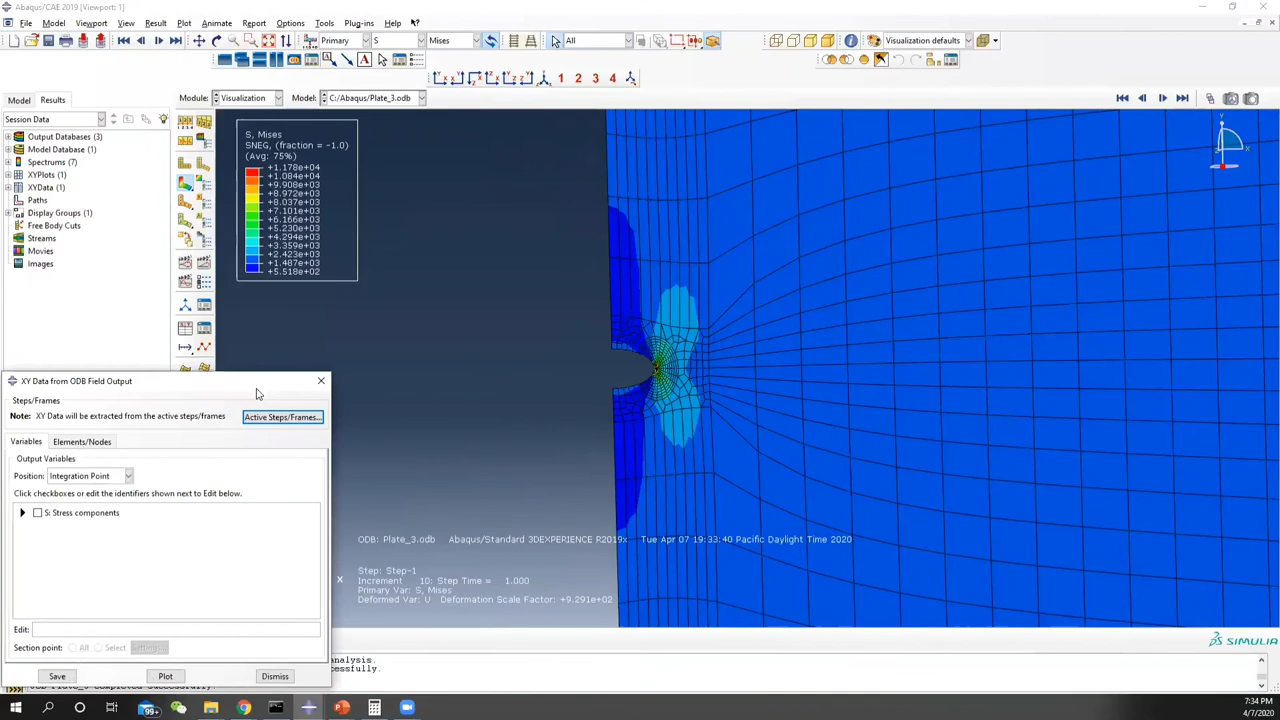 Abaqus/CAE 2019 [Viewport: 1]
File Model Viewport View Result Plot Animate Report Options Tools Plug-ins Help
Primary S Mises All Visualization defaults
1 2 3 4
Model Results Module: Visualization Model: C:/Abaqus/Plate_3.odb
Session Data
Output Databases (3)
Model Database (1)
Spectrums (7)
XYPlots (1)
XYData (1)
Paths
Display Groups (1)
Free Body Cuts
Streams
Movies
Images
S, Mises
SNEG, (fraction = -1.0)
(Avg: 75%)
+1.178e+04
+1.084e+04
+9.908e+03
+8.972e+03
+8.037e+03
+7.101e+03
+6.166e+03
+5.230e+03
+4.294e+03
+3.359e+03
+2.423e+03
+1.487e+03
+5.518e+02
Y
X
Z
XY Data from ODB Field Output
Steps/Frames
Note: XY Data will be extracted from the active steps/frames Active Steps/Frames...
Variables Elements/Nodes
Output Variables
Position: Integration Point
Click checkboxes or edit the identifiers shown next to Edit below.
S: Stress components
Edit:
Section point: All Select Settings...
Save Plot Dismiss
X
ODB: Plate_3.odb Abaqus/Standard 3DEXPERIENCE R2019x Tue Apr 07 19:33:40 Pacific Daylight Time 2020
Step: Step-1
Increment 10: Step Time = 1.000
Primary Var: S, Mises
Deformed Var: U Deformation Scale Factor: +9.291e+02
SIMULIA
analysis.
sfully.
99+
7:34 PM
4/7/2020